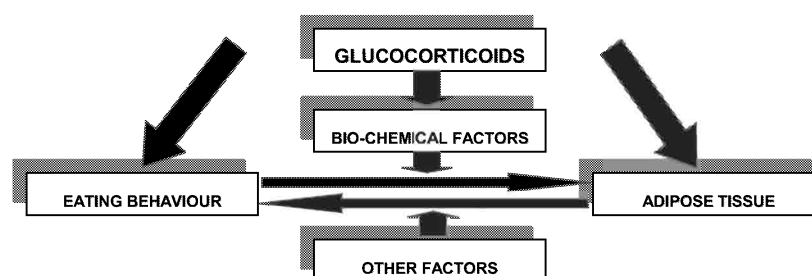 GLUCOCORTICOIDS
BIO-CHEMICAL FACTORS
EATING BEHAVIOUR
ADIPOSE TISSUE
OTHER FACTORS